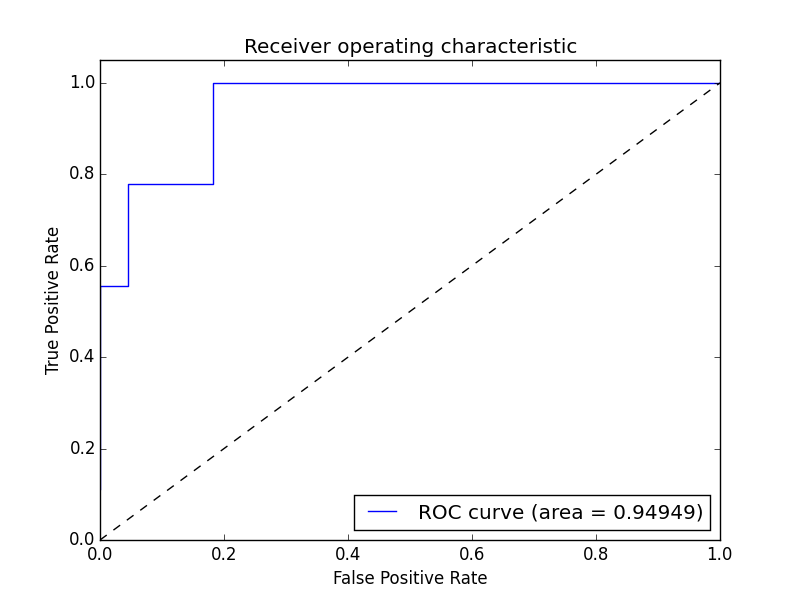 Receiver operating characteristic
1.0
0.8
0.6
0.4
0.2
0.0
True Positive Rate
ROC curve (area = 0.94949)
0.0 0.2 0.4 0.6 0.8 1.0
False Positive Rate